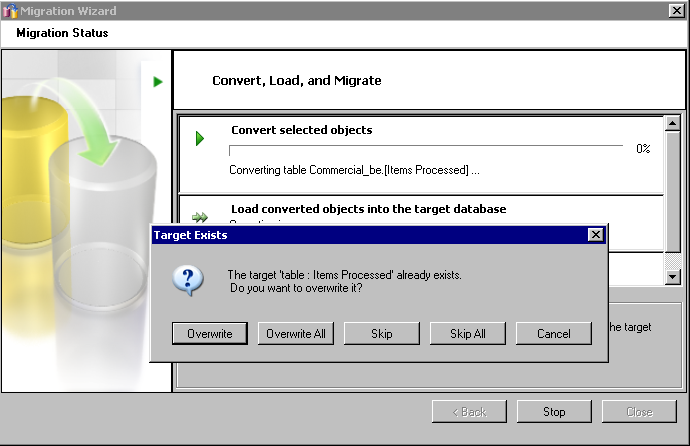 Migration Wizard
Migration Status
Convert, Load, and Migrate
Convert selected objects
0%
Converting table Commercial_be.[Items Processed] ...
Load converted objects into the target database
Target Exists
The target 'table : Items Processed' already exists.
Do you want to overwrite it?
Overwrite
Overwrite All
Skip
Skip All
Cancel
he target
< Back
Stop
Close